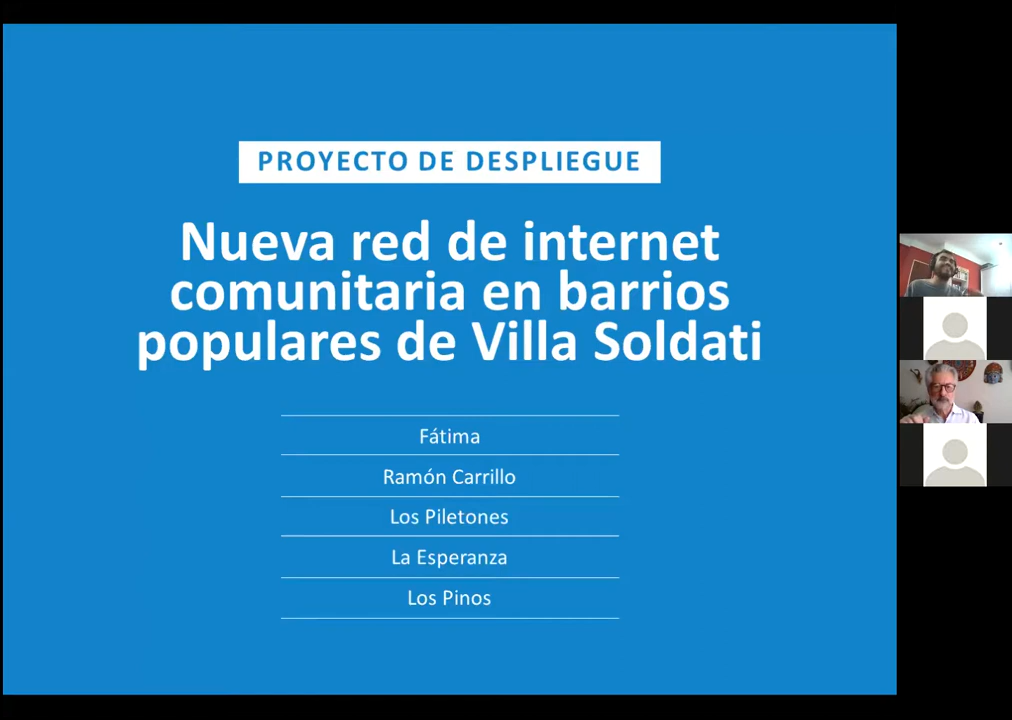 PROYECTO DE DESPLIEGUE
Nueva red de internet
comunitaria en barrios
populares de Villa Soldati
Fátima
Ramón Carrillo
Los Piletones
La Esperanza
Los Pinos